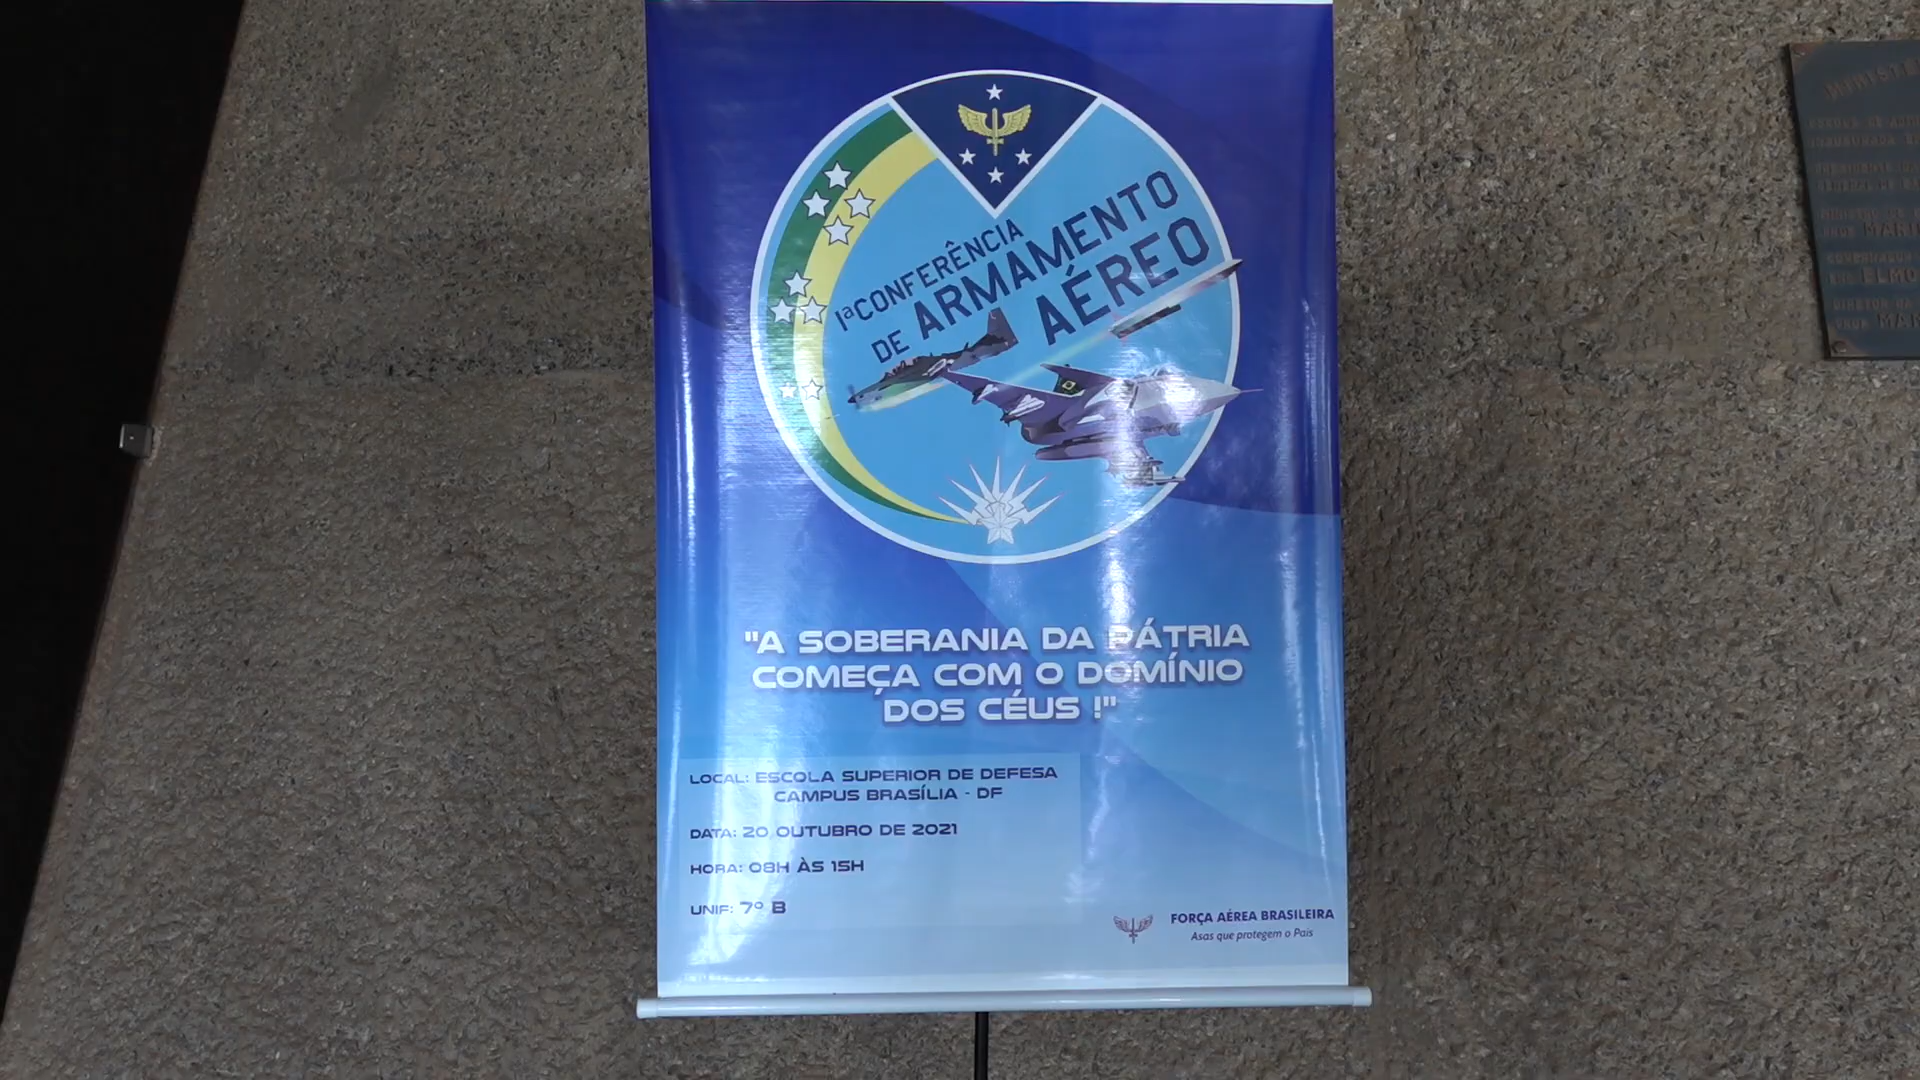 1ª CONFERÊNCIA
DE ARMAMENTO
AÉREO
"A SOBERANIA DA PÁTRIA
COMEÇA COM O DOMÍNIO
DOS CÉUS !"
LOCAL: ESCOLA SUPERIOR DE DEFESA
CAMPUS BRASÍLIA - DF
DATA: 20 OUTUBRO DE 2021
HORA: 08H ÀS 15H
UNIF: 7º B
FORÇA AÉREA BRASILEIRA
Asas que protegem o País